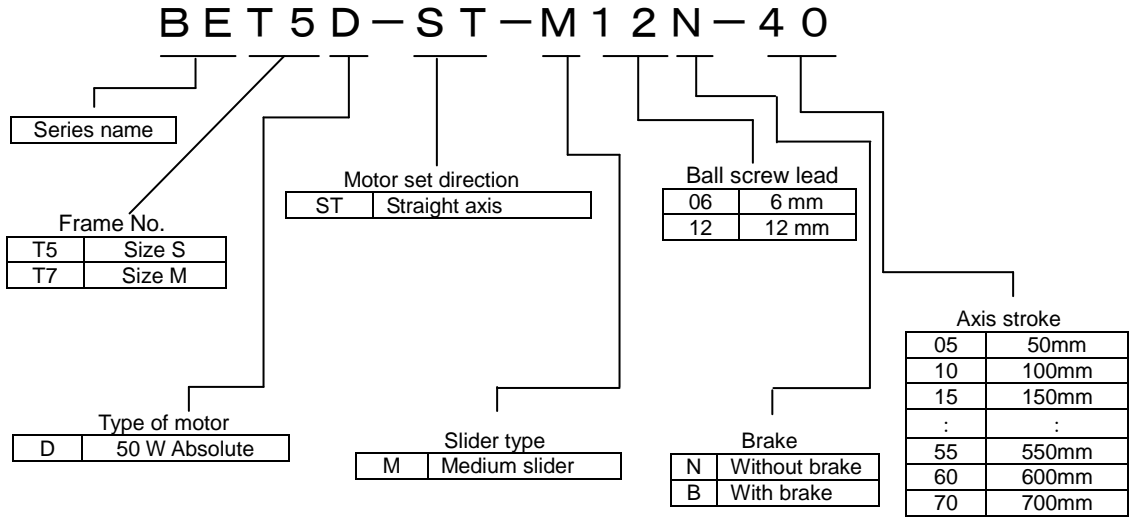 BET5D-ST-M12N-40
Series name
Motor set direction
ST Straight axis
Ball screw lead
06 6 mm
12 12 mm
Frame No.
T5 Size S
T7 Size M
Axis stroke
05 50mm
10 100mm
15 150mm
: :
55 550mm
60 600mm
70 700mm
Type of motor
D 50 W Absolute
Slider type
M Medium slider
Brake
N Without brake
B With brake